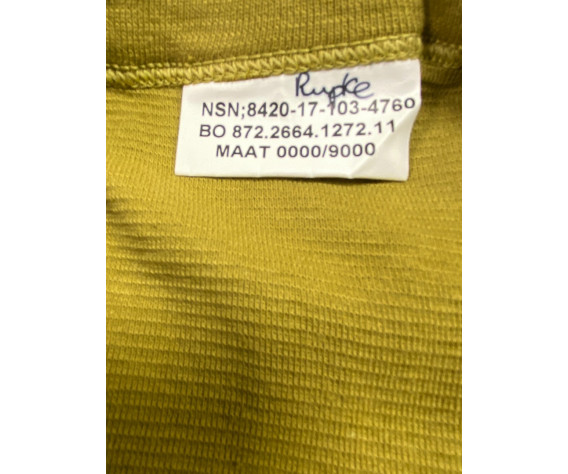 Rupke
NSN;8420-17-103-4760
BO 872.2664.1272.11
MAAT 0000/9000